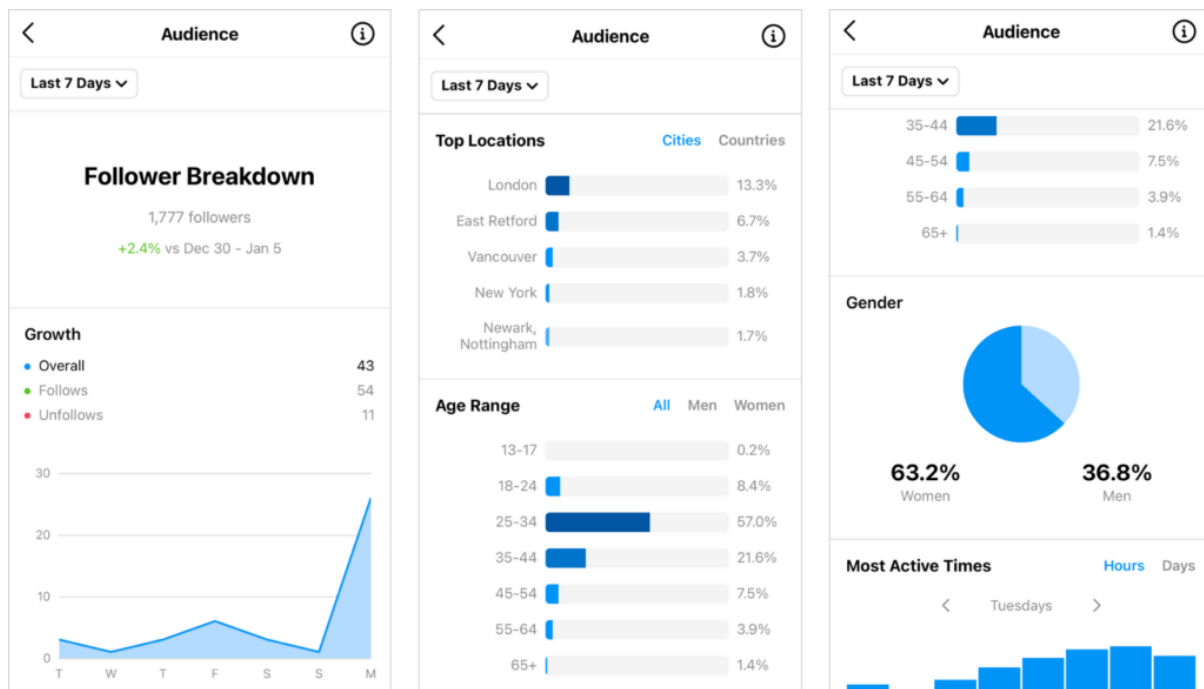 Audience
Last 7 Days
Follower Breakdown
1,777 followers
+2.4% vs Dec 30 - Jan 5
Growth
Overall 43
Follows 54
Unfollows 11
30
20
10
0
T W T F S S M
Audience
Last 7 Days
Top Locations Cities Countries
London 13.3%
East Retford 6.7%
Vancouver 3.7%
New York 1.8%
Newark,
Nottingham 1.7%
Age Range All Men Women
13-17 0.2%
18-24 8.4%
25-34 57.0%
35-44 21.6%
45-54 7.5%
55-64 3.9%
65+ 1.4%
Audience
Last 7 Days
35-44 21.6%
45-54 7.5%
55-64 3.9%
65+ 1.4%
Gender
63.2% 36.8%
Women Men
Most Active Times Hours Days
Tuesdays